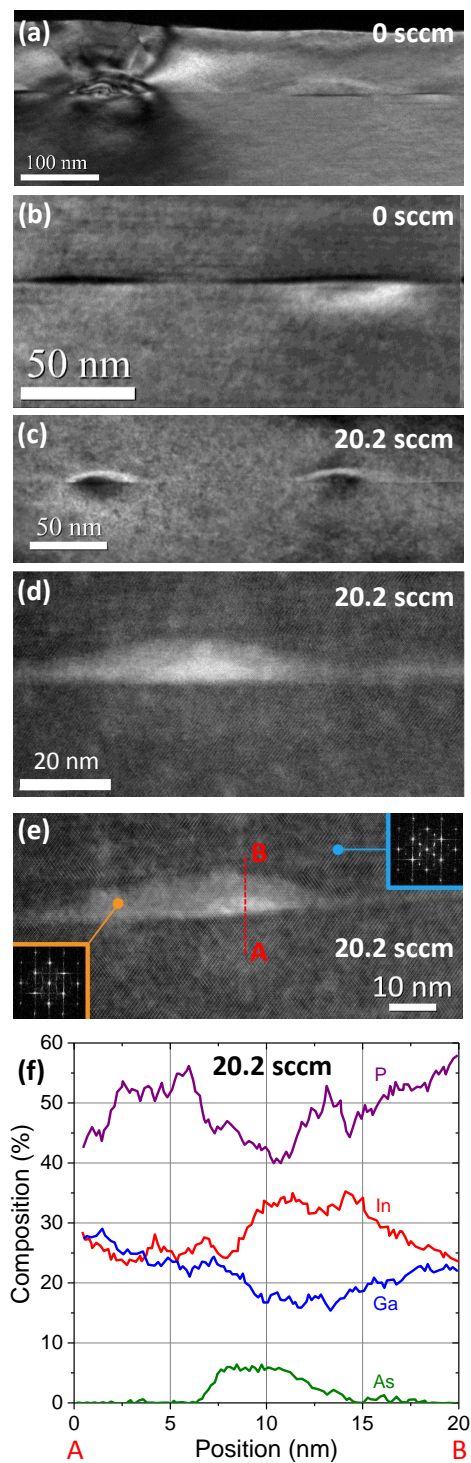 (a) 0 sccm
100 nm
(b) 0 sccm
50 nm
(c) 20.2 sccm
50 nm
(d) 20.2 sccm
20 nm
(e)
B
A
20.2 sccm
10 nm
(f) 20.2 sccm
P
In
Ga
As
Composition (%)
60
50
40
30
20
10
0
0 5 10 15 20
A Position (nm) B